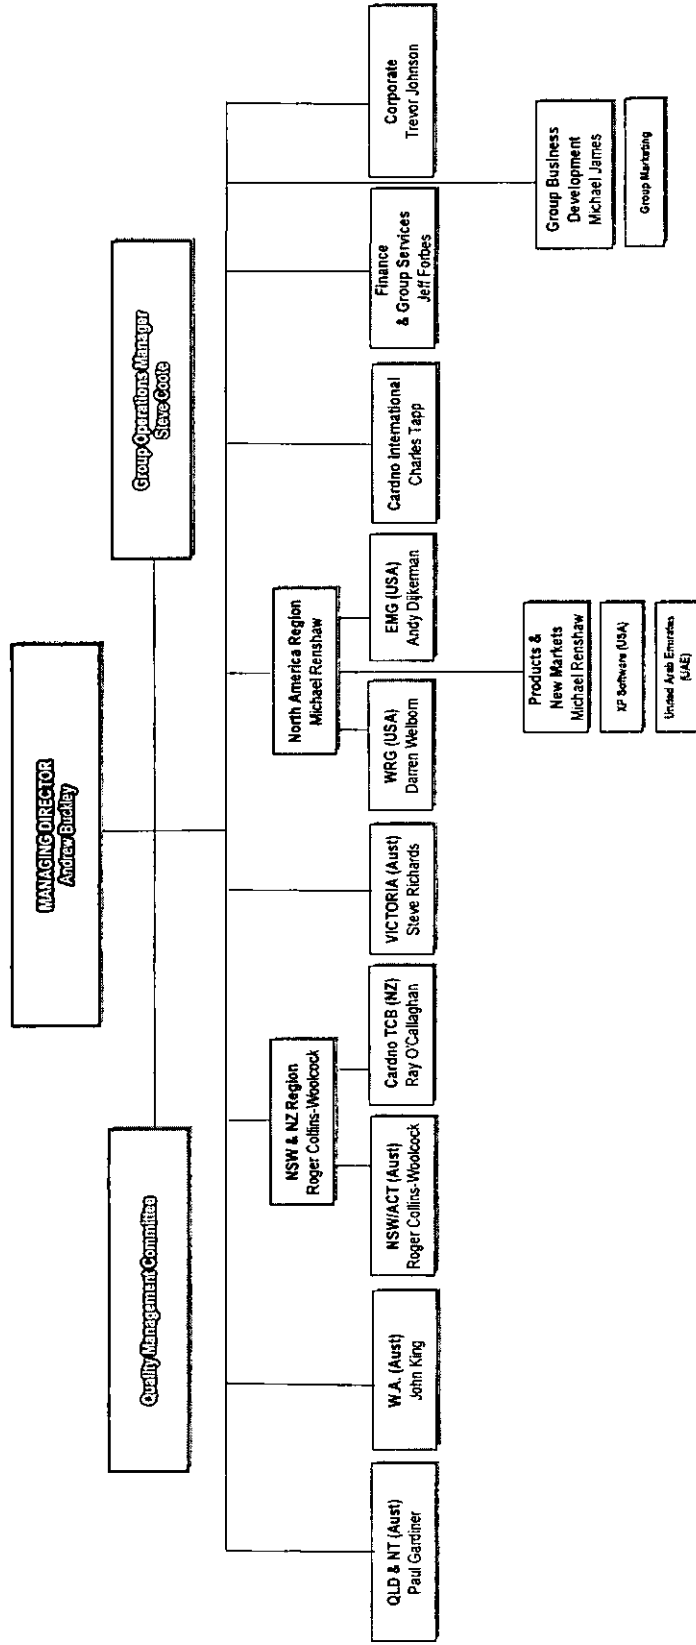 MANAGING DIRECTOR
Andrew Buckley
Quality Management Committee
Group Operations Manager
Steve Coote
NSW & NZ Region
Roger Collins-Woolcock
North America Region
Michael Renshaw
QLD & NT (Aust)
Paul Gardiner
W.A. (Aust)
John King
NSW/ACT (Aust)
Roger Collins-Woolcock
Cardno TCB (NZ)
Ray O'Callaghan
VICTORIA (Aust)
Steve Richards
WRG (USA)
Darren Welborn
EMG (USA)
Andy Dijkerman
Cardno International
Charles Tapp
Finance
& Group Services
Jeff Forbes
Corporate
Trevor Johnson
Products &
New Markets
Michael Renshaw
XP Software (USA)
United Arab Emirates
(UAE)
Group Business
Development
Michael James
Group Marketing